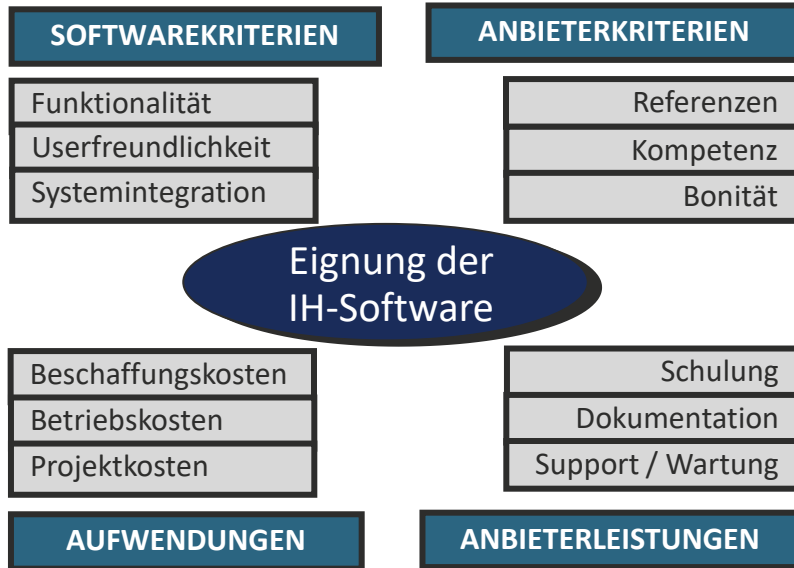 SOFTWAREKRITERIEN
Funktionalität
Userfreundlichkeit
Systemintegration
ANBIETERKRITERIEN
Referenzen
Kompetenz
Bonität
Eignung der
IH-Software
Beschaffungskosten
Betriebskosten
Projektkosten
AUFWENDUNGEN
Schulung
Dokumentation
Support / Wartung
ANBIETERLEISTUNGEN